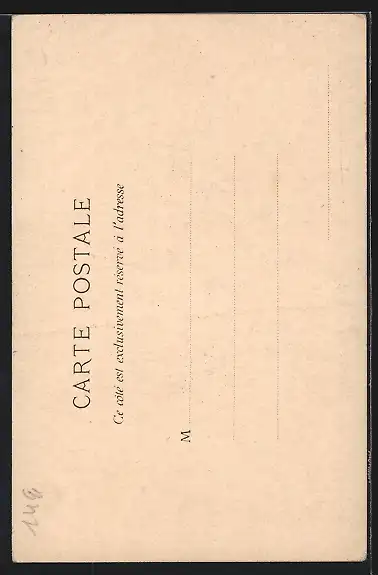 CARTE POSTALE
Ce côté est exclusivement réservé à l'adresse
M